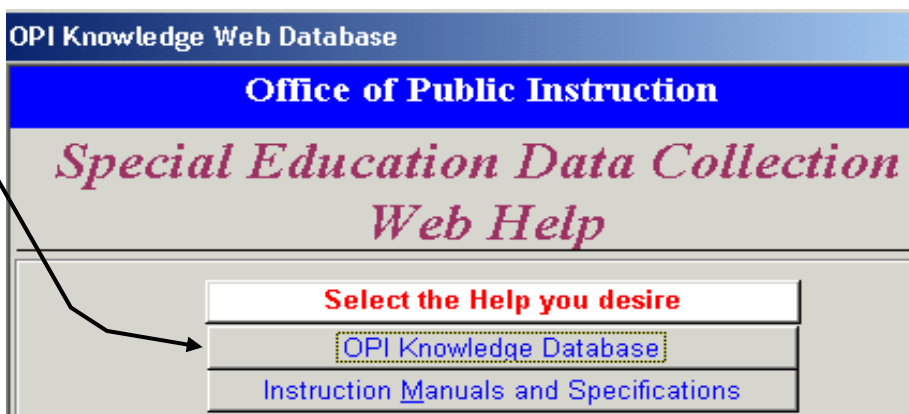 OPI Knowledge Web Database
Office of Public Instruction
Special Education Data Collection
Web Help
Select the Help you desire
OPI Knowledge Database
Instruction Manuals and Specifications